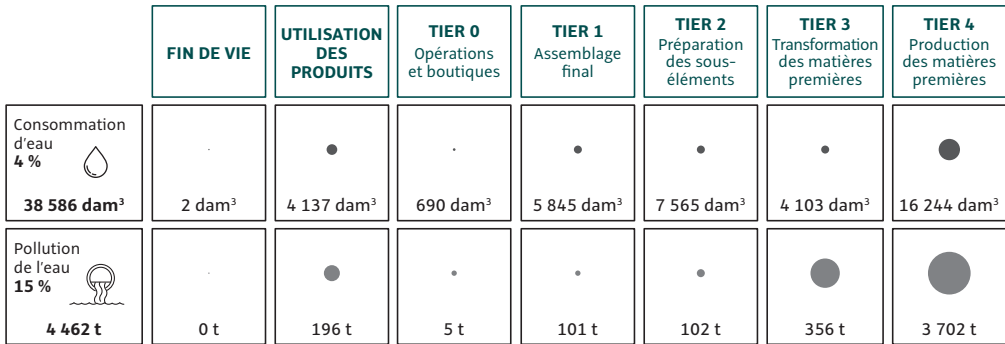 FIN DE VIE
UTILISATION
DES
PRODUITS
TIER 0
Opérations
et boutiques
TIER 1
Assemblage
final
TIER 2
Préparation
des sous-
éléments
TIER 3
Transformation
des matières
premières
TIER 4
Production
des matières
premières
Consommation
d'eau
4 %
38 586 dam³
2 dam³
4 137 dam³
690 dam³
5 845 dam³
7 565 dam³
4 103 dam³
16 244 dam³
Pollution
de l'eau
15 %
4 462 t
0 t
196 t
5 t
101 t
102 t
356 t
3 702 t